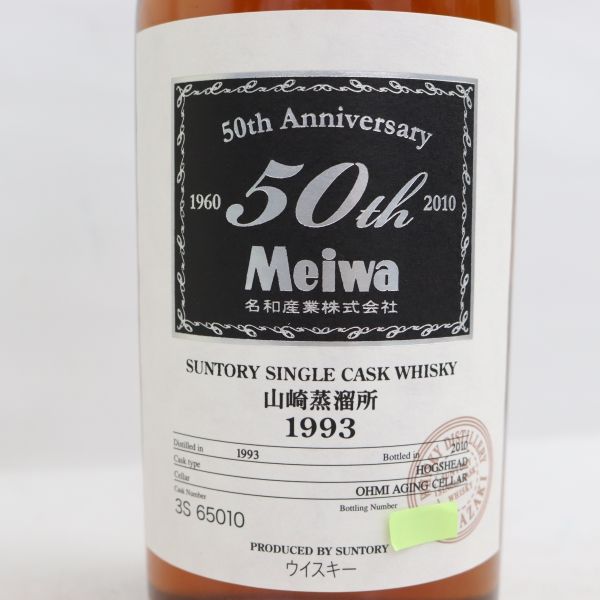 50th Anniversary
1960 50th 2010
Meiwa
名和産業株式会社
SUNTORY SINGLE CASK WHISKY
山崎蒸溜所
1993
Distilled in 1993 Bottled in 2010
Cask type HOGSHEAD
Cellar OHMI AGING CELLAR
Cask Number 3S 65010 Bottling Number
PRODUCED BY SUNTORY
ウイスキー